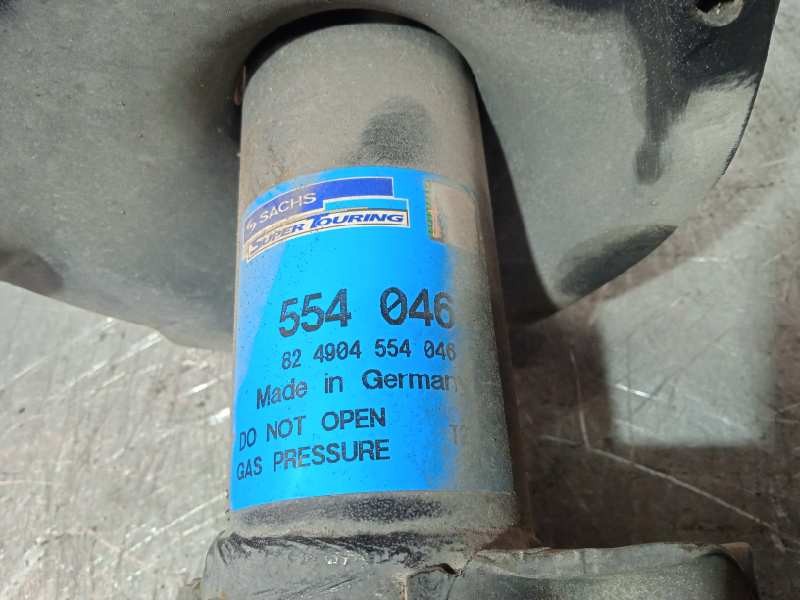 SACHS
SUPER TOURING
554 046
82 4904 554 046
Made in Germany
DO NOT OPEN
GAS PRESSURE